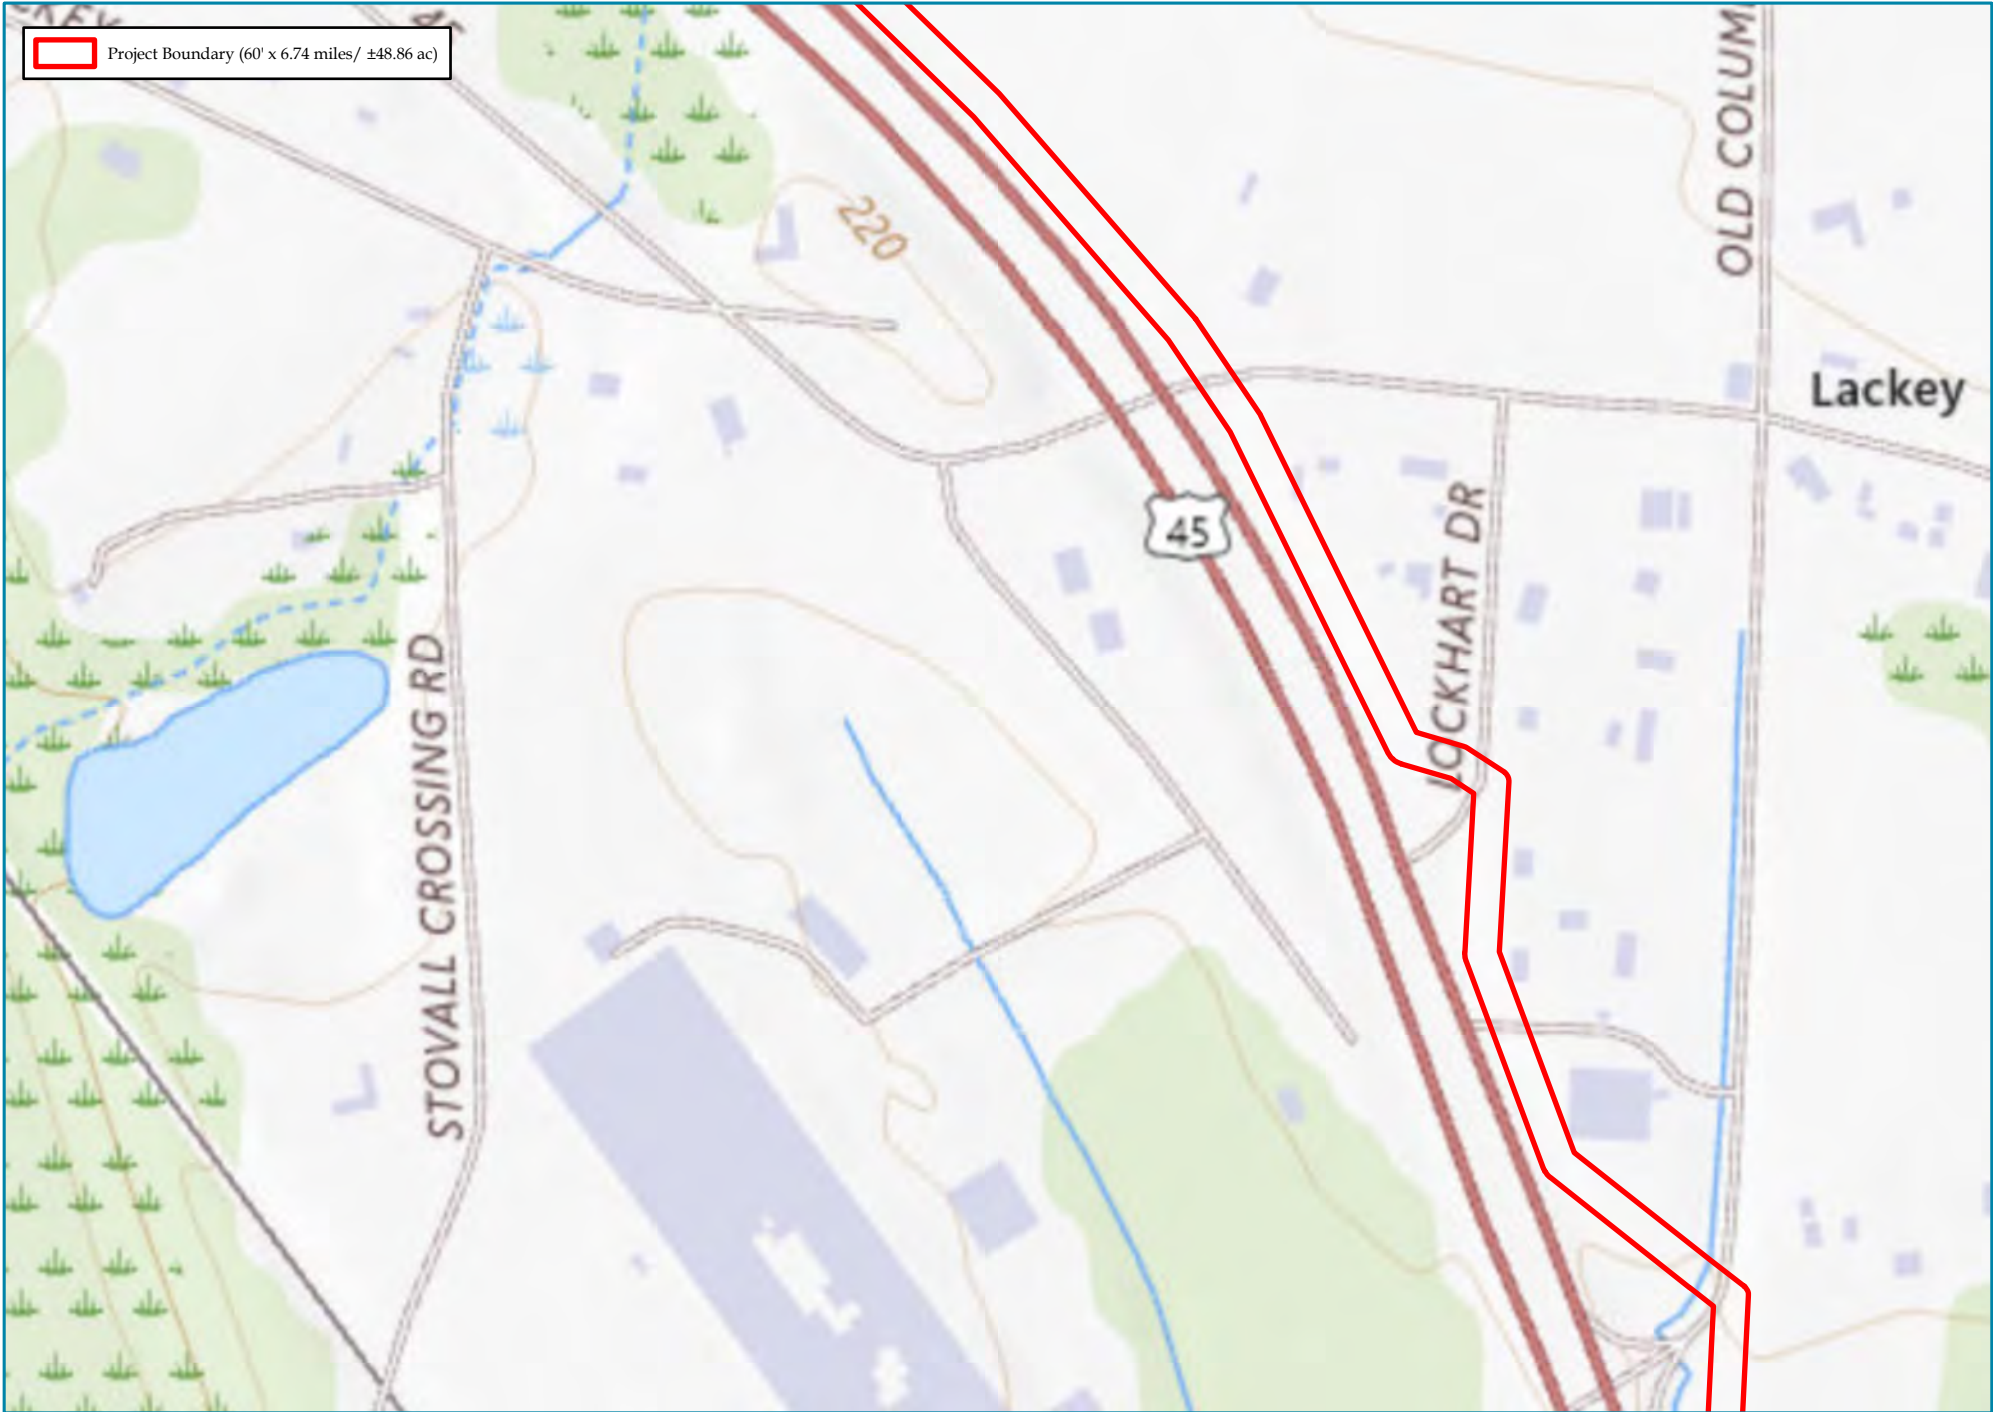 Project Boundary (60' x 6.74 miles/ ±48.86 ac)
OLD COLUM
220
Lackey
45
LOCKHART DR
STOVALL CROSSING RD